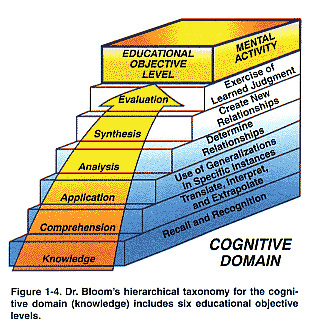 EDUCATIONAL
OBJECTIVE
LEVEL
MENTAL
ACTIVITY
Evaluation
Exercise of
Learned Judgment
Synthesis
Create New
Relationships
Analysis
Determine
Relationships
Application
Use of Generalizations
in Specific Instances
Comprehension
Translate, Interpret,
and Extrapolate
Knowledge
Recall and Recognition
COGNITIVE
DOMAIN
Figure 1-4. Dr. Bloom's hierarchical taxonomy for the cogni-
tive domain (knowledge) includes six educational objective
levels.